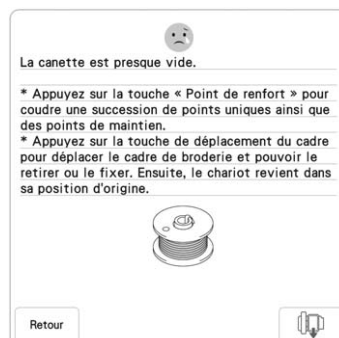 La canette est presque vide.
* Appuyez sur la touche « Point de renfort » pour
coudre une succession de points uniques ainsi que
des points de maintien.
* Appuyez sur la touche de déplacement du cadre
pour déplacer le cadre de broderie et pouvoir le
retirer ou le fixer. Ensuite, le chariot revient dans
sa position d'origine.
Retour